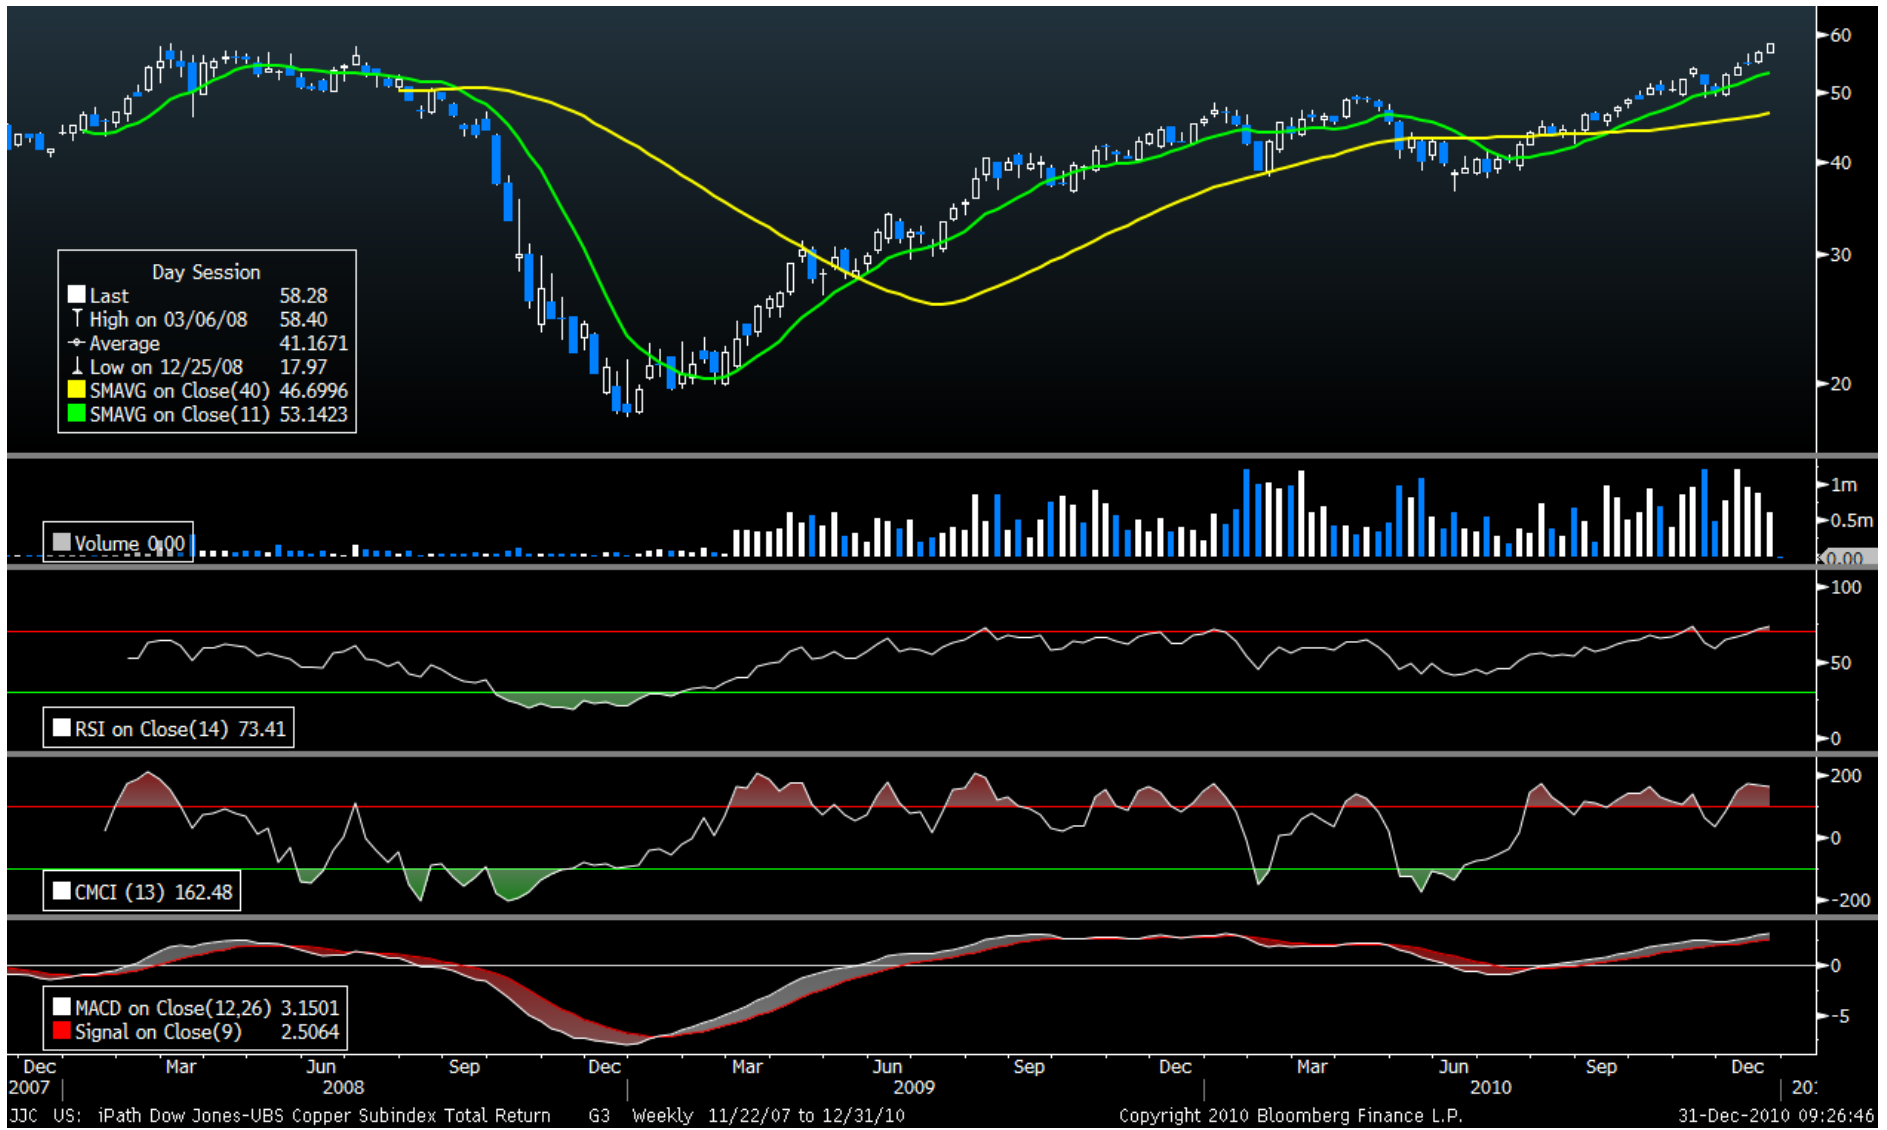 60
50
40
30
20
Day Session
Last 58.28
High on 03/06/08 58.40
Average 41.1671
Low on 12/25/08 17.97
SMAVG on Close(40) 46.6996
SMAVG on Close(11) 53.1423
1m
0.5m
0.00
Volume 0.00
100
50
0
RSI on Close(14) 73.41
200
0
-200
CMCI (13) 162.48
0
-5
MACD on Close(12,26) 3.1501
Signal on Close(9) 2.5064
Dec Mar Jun Sep Dec Mar Jun Sep Dec Mar Jun Sep Dec
2007 2008 2009 2010 20:
JJC US: iPath Dow Jones-UBS Copper Subindex Total Return G3 Weekly 11/22/07 to 12/31/10 Copyright 2010 Bloomberg Finance L.P. 31-Dec-2010 09:26:46